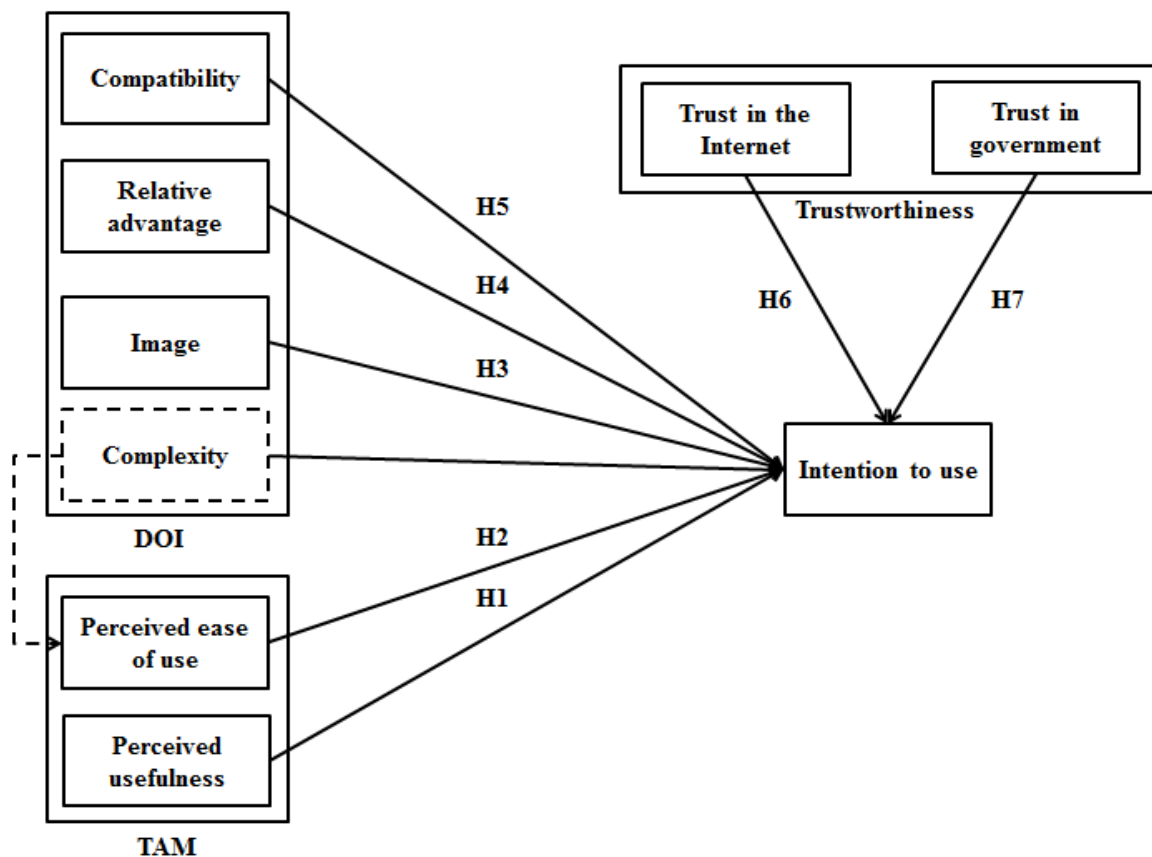 Compatibility
Relative
advantage
Image
Complexity
DOI
Perceived ease
of use
Perceived
usefulness
TAM
H5
H4
H3
H2
H1
Trust in the
Internet
Trust in
government
Trustworthiness
H6
H7
Intention to use